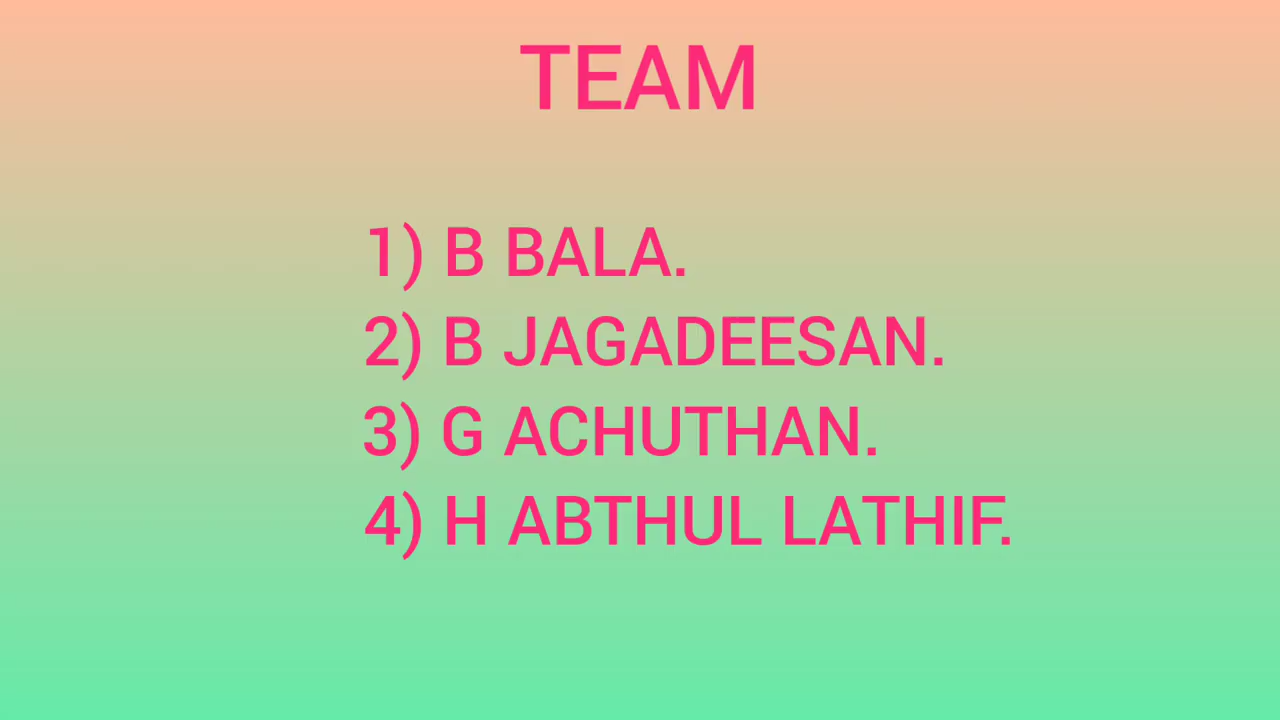 TEAM
1) B BALA.
2) B JAGADEESAN.
3) G ACHUTHAN.
4) H ABTHUL LATHIF.